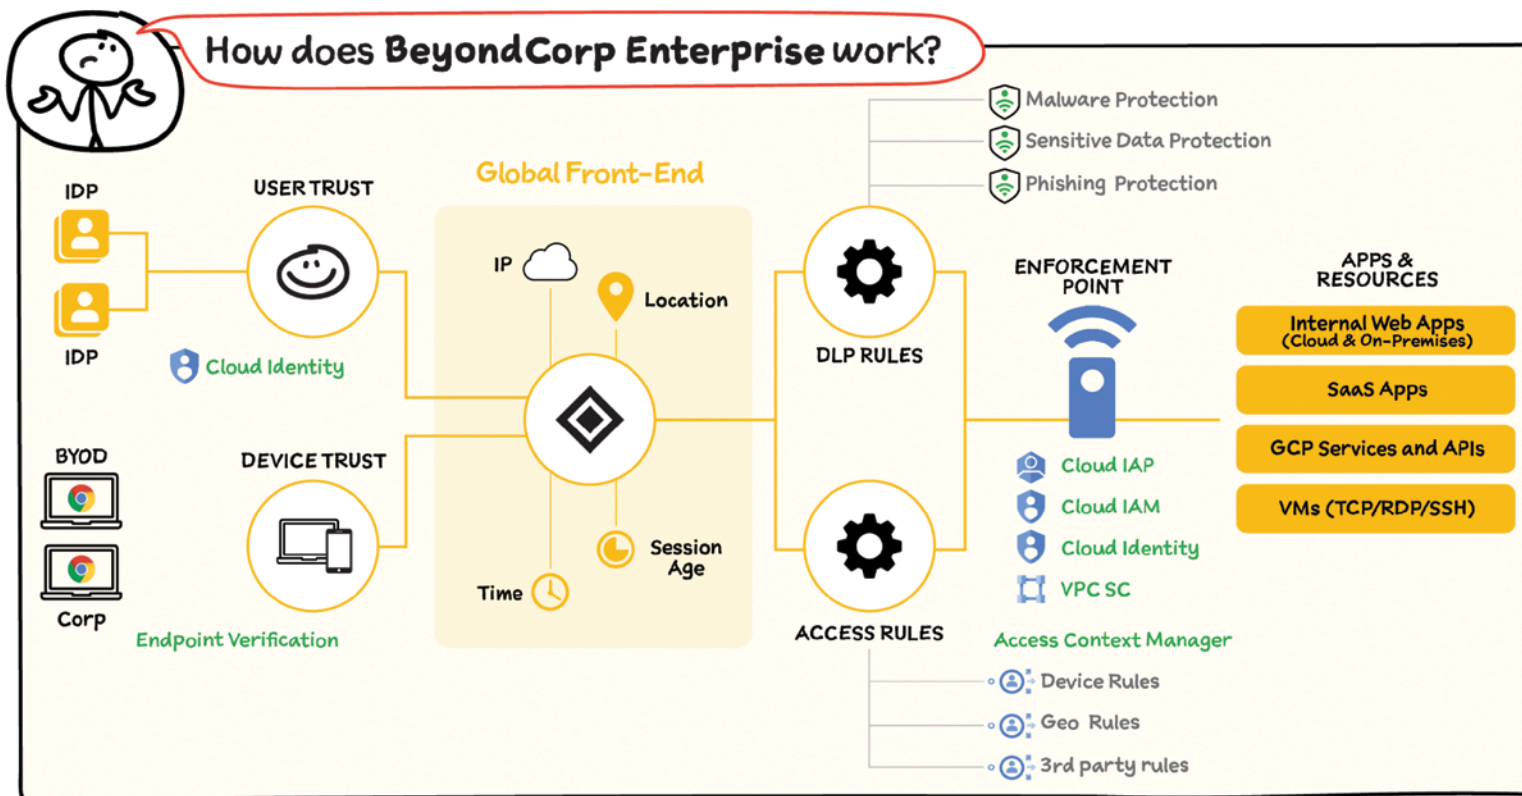 How does BeyondCorp Enterprise work?
Malware Protection
Sensitive Data Protection
Phishing Protection
IDP
IDP
USER TRUST
Cloud Identity
Global Front-End
IP
Location
Session
Age
Time
BYOD
Corp
DEVICE TRUST
Endpoint Verification
DLP RULES
ACCESS RULES
ENFORCEMENT
POINT
Cloud IAP
Cloud IAM
Cloud Identity
VPC SC
Access Context Manager
Device Rules
Geo Rules
3rd party rules
APPS &
RESOURCES
Internal Web Apps
(Cloud & On-Premises)
SaaS Apps
GCP Services and APIs
VMs (TCP/RDP/SSH)